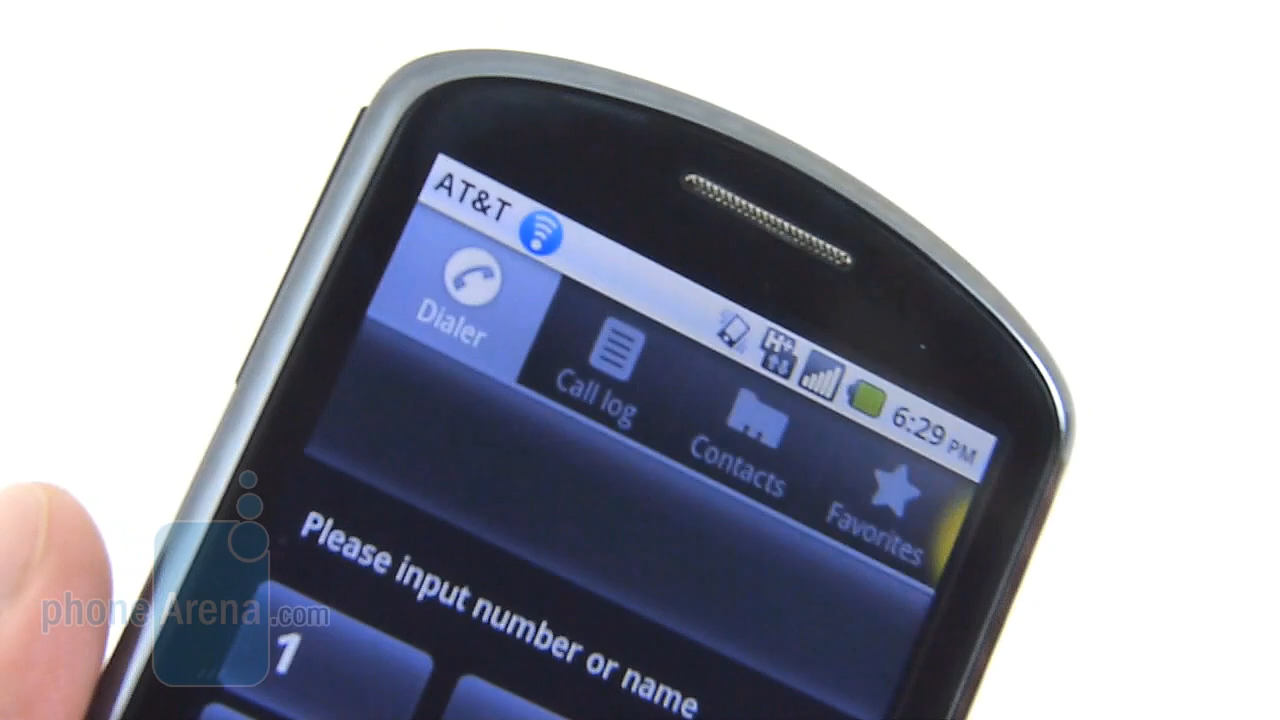 AT&T
H+
6:29 PM
Dialer
Call log
Contacts
Favorites
Please input number or name
1
phoneArena.com